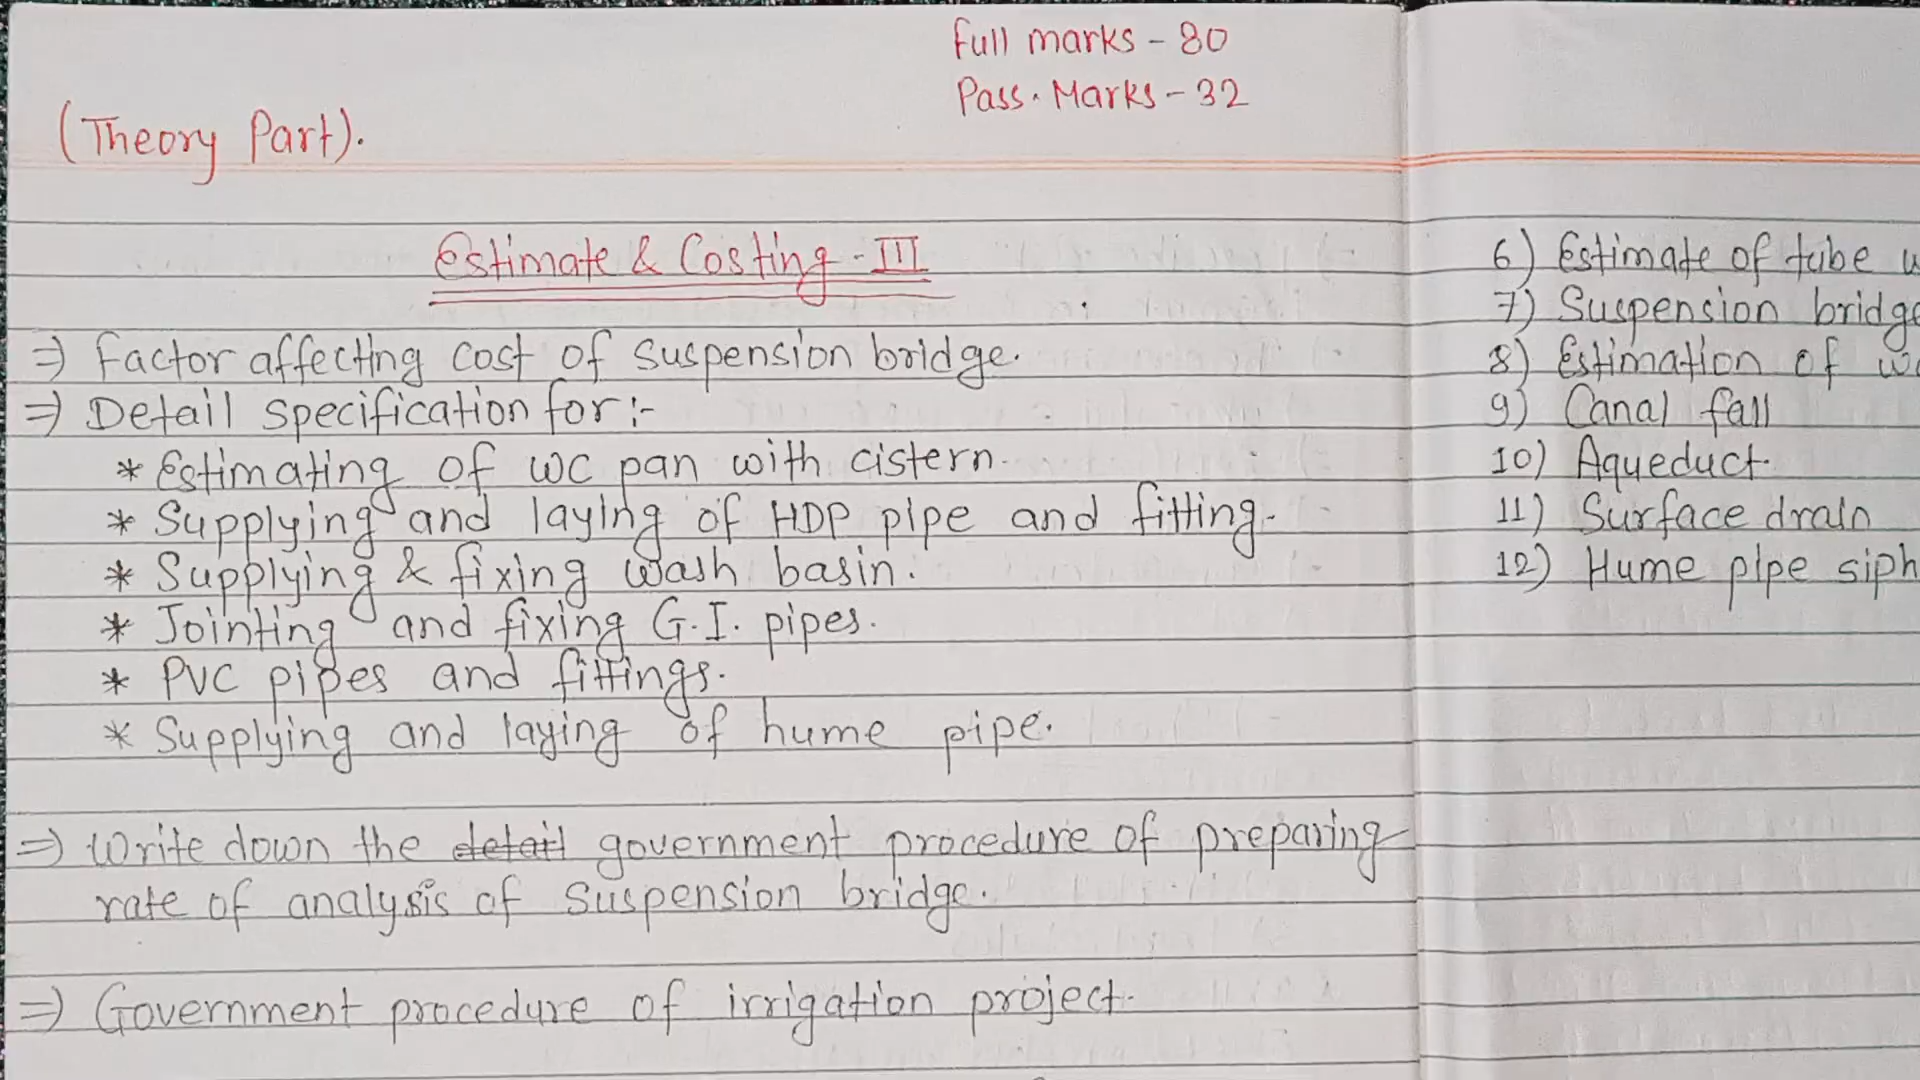 Full marks - 80
Pass. Marks - 32
(Theory Part).
Estimate & Costing - III
⇒ Factor affecting cost of suspension bridge.
⇒ Detail specification for :-
* Estimating of WC pan with cistern.
* Supplying and laying of HDP pipe and fitting.
* Supplying & fixing wash basin.
* Jointing and fixing G.I. pipes.
* PVC pipes and fittings.
* Supplying and laying of hume pipe.
⇒ Write down the detail government procedure of preparing
rate of analysis of suspension bridge.
⇒ Government procedure of irrigation project.
6) Estimate of tube
7) Suspension bridge
8) Estimation of
9) Canal fall
10) Aqueduct.
11) Surface drain
12) Hume pipe siph